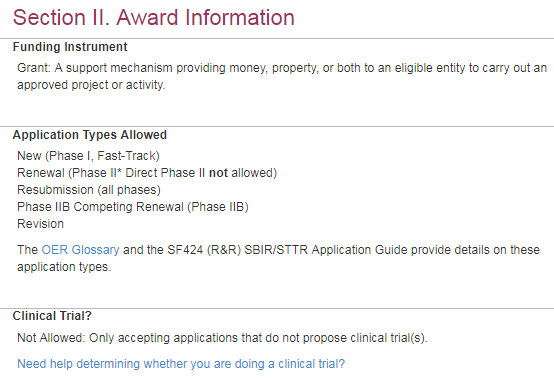 Section II. Award Information
Funding Instrument
Grant: A support mechanism providing money, property, or both to an eligible entity to carry out an
approved project or activity.
Application Types Allowed
New (Phase I, Fast-Track)
Renewal (Phase II* Direct Phase II not allowed)
Resubmission (all phases)
Phase IIB Competing Renewal (Phase IIB)
Revision
The OER Glossary and the SF424 (R&R) SBIR/STTR Application Guide provide details on these
application types.
Clinical Trial?
Not Allowed: Only accepting applications that do not propose clinical trial(s).
Need help determining whether you are doing a clinical trial?